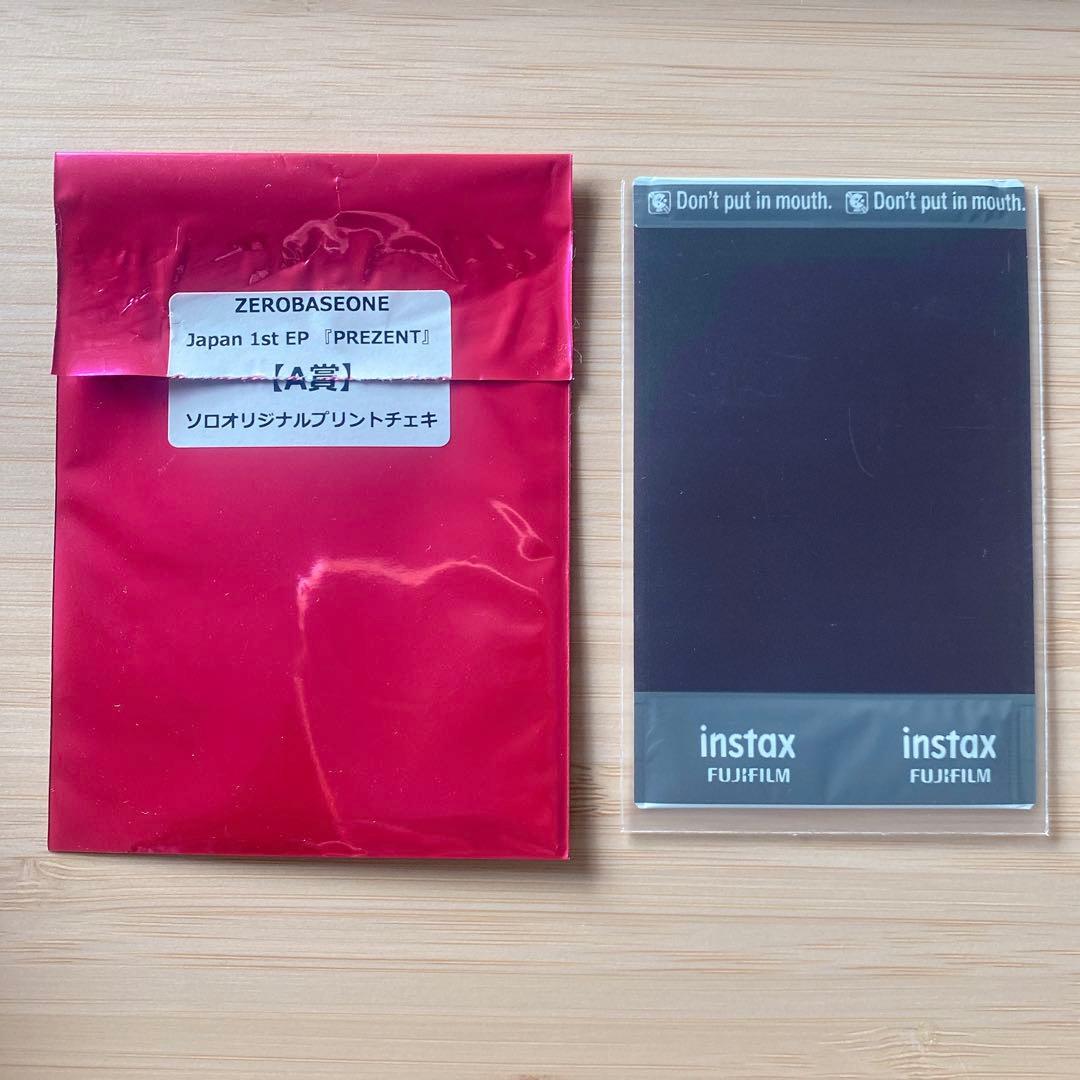 ZEROBASEONE
Japan 1st EP 『PREZENT』
【A賞】
ソロオリジナルプリントチェキ
Don't put in mouth. Don't put in mouth.
instax instax
FUJIFILM FUJIFILM